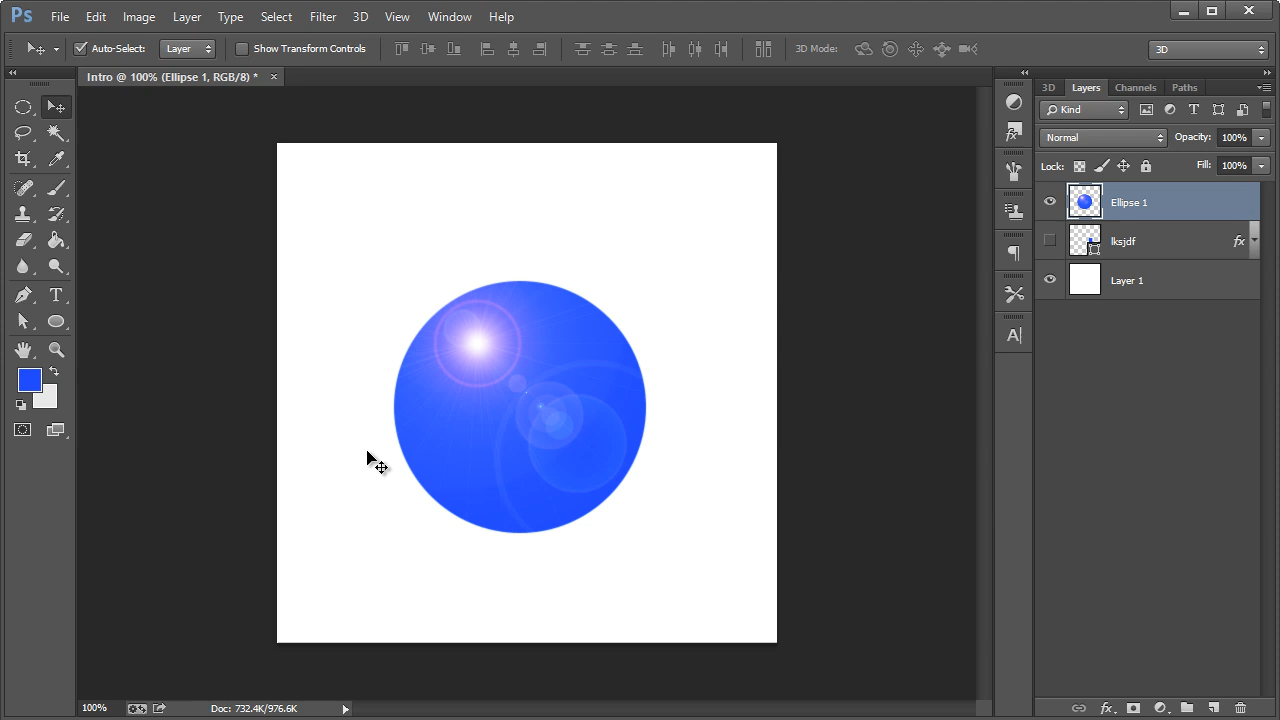 Ps File Edit Image Layer Type Select Filter 3D View Window Help
Auto-Select: Layer Show Transform Controls 3D Mode: 3D
Intro @ 100% (Ellipse 1, RGB/8) * ×
3D Layers Channels Paths
Kind T
Normal Opacity: 100%
Lock: Fill: 100%
Ellipse 1
lksjdf fx
Layer 1
fx
T
A|
100% Doc: 732.4K/976.6K
fx